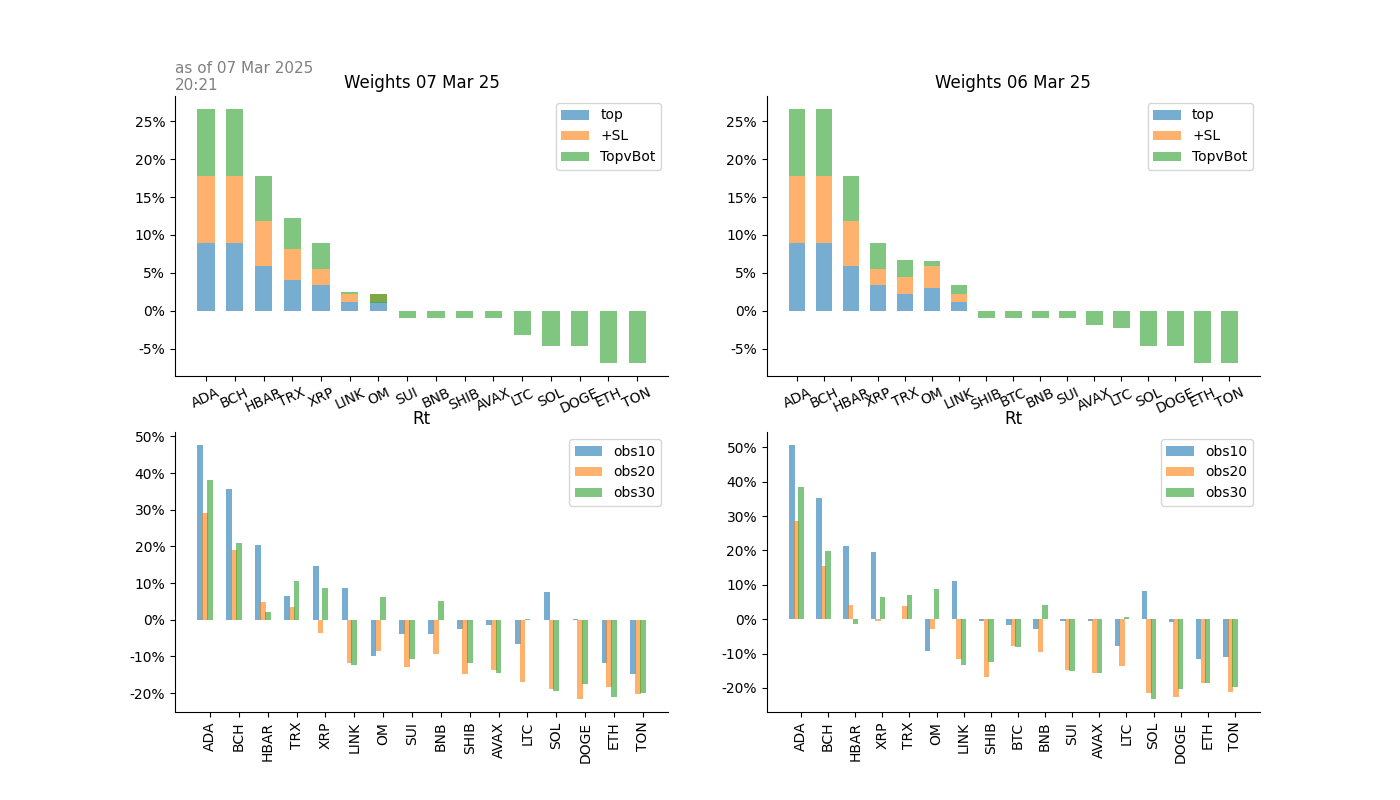 as of 07 Mar 2025
20:21
Weights 07 Mar 25
25%
20%
15%
10%
5%
0%
-5%
top
+SL
TopvBot
ADA BCH HBAR TRX XRP LINK OM SUI BNB SHIB AVAX LTC SOL DOGE ETH TON
Weights 06 Mar 25
25%
20%
15%
10%
5%
0%
-5%
top
+SL
TopvBot
ADA BCH HBAR XRP TRX OM LINK SHIB BTC BNB SUI AVAX LTC SOL DOGE ETH TON
Rt
50%
40%
30%
20%
10%
0%
-10%
-20%
obs10
obs20
obs30
ADA BCH HBAR TRX XRP LINK OM SUI BNB SHIB AVAX LTC SOL DOGE ETH TON
Rt
50%
40%
30%
20%
10%
0%
-10%
-20%
obs10
obs20
obs30
ADA BCH HBAR XRP TRX OM LINK SHIB BTC BNB SUI AVAX LTC SOL DOGE ETH TON